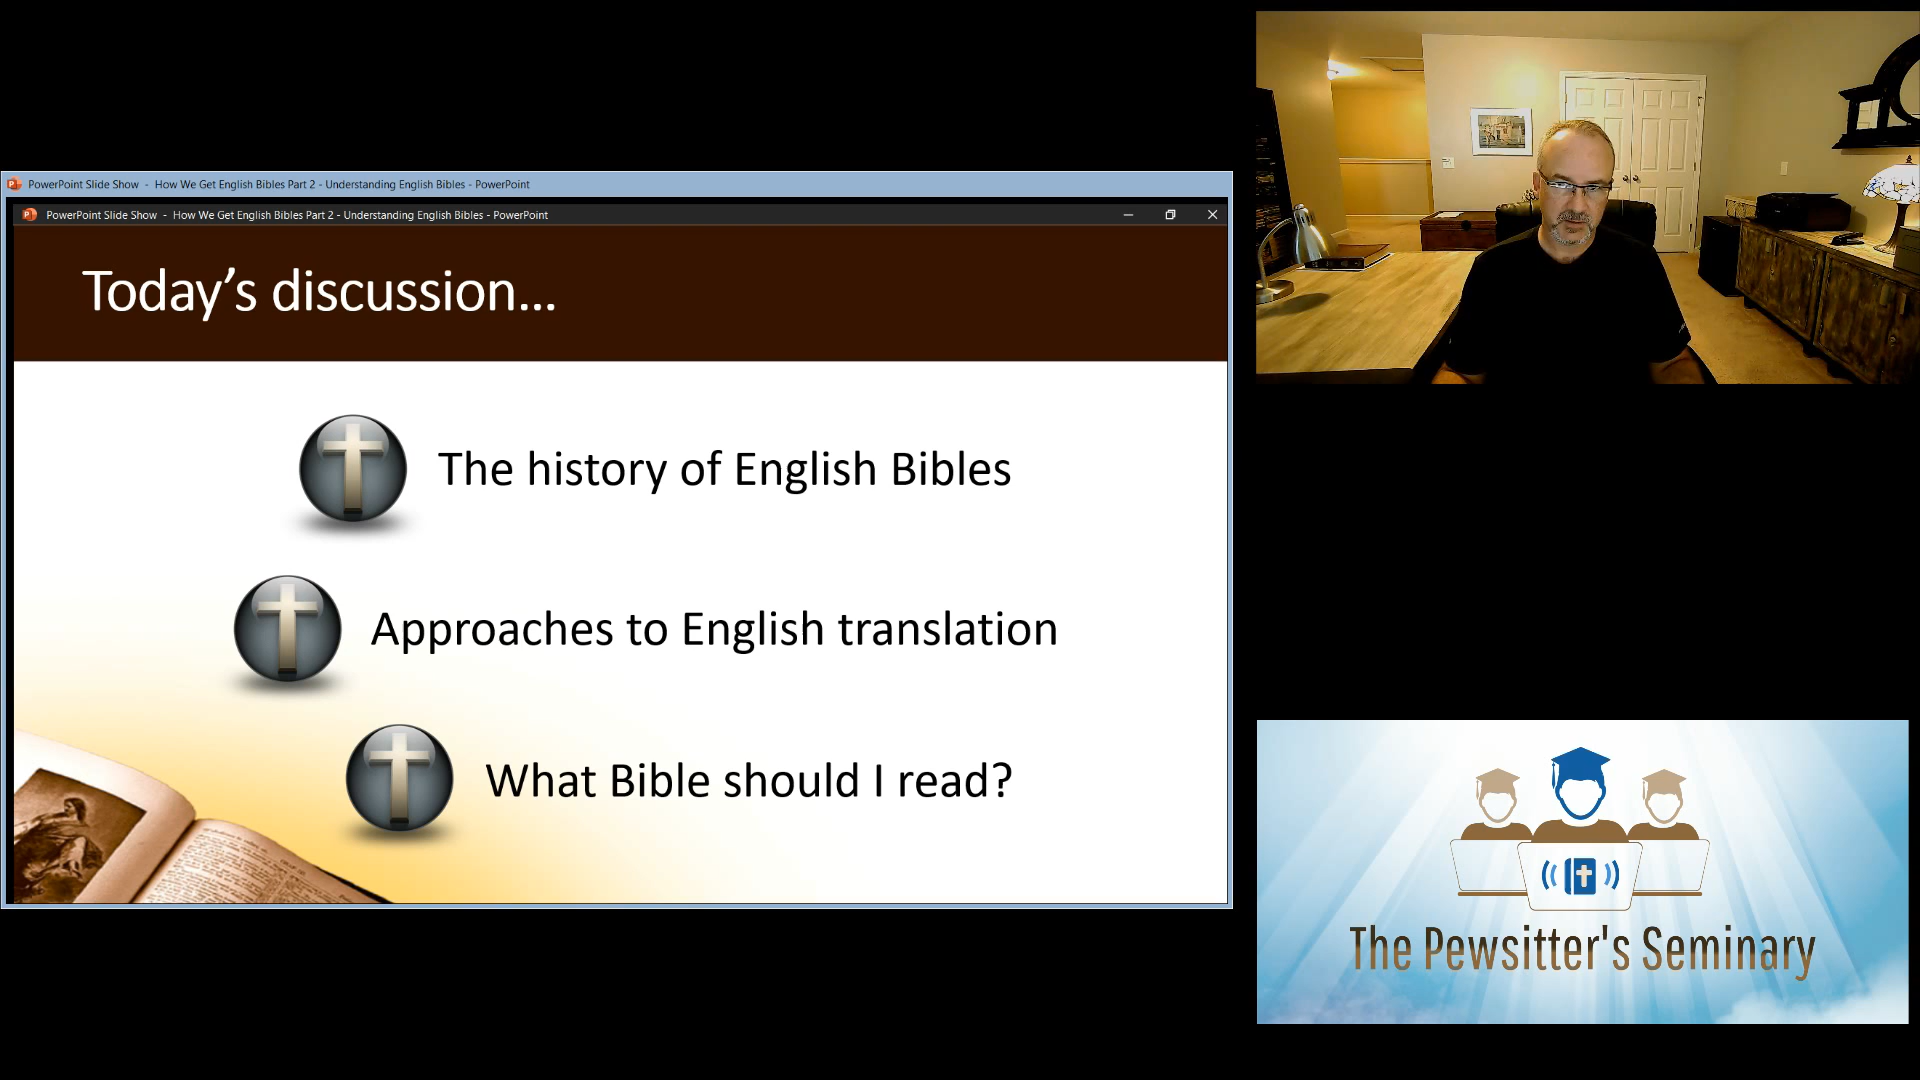 PowerPoint Slide Show - How We Get English Bibles Part 2 - Understanding English Bibles - PowerPoint
PowerPoint Slide Show - How We Get English Bibles Part 2 - Understanding English Bibles - PowerPoint
Today’s discussion...
The history of English Bibles
Approaches to English translation
What Bible should I read?
The Pewsitter's Seminary